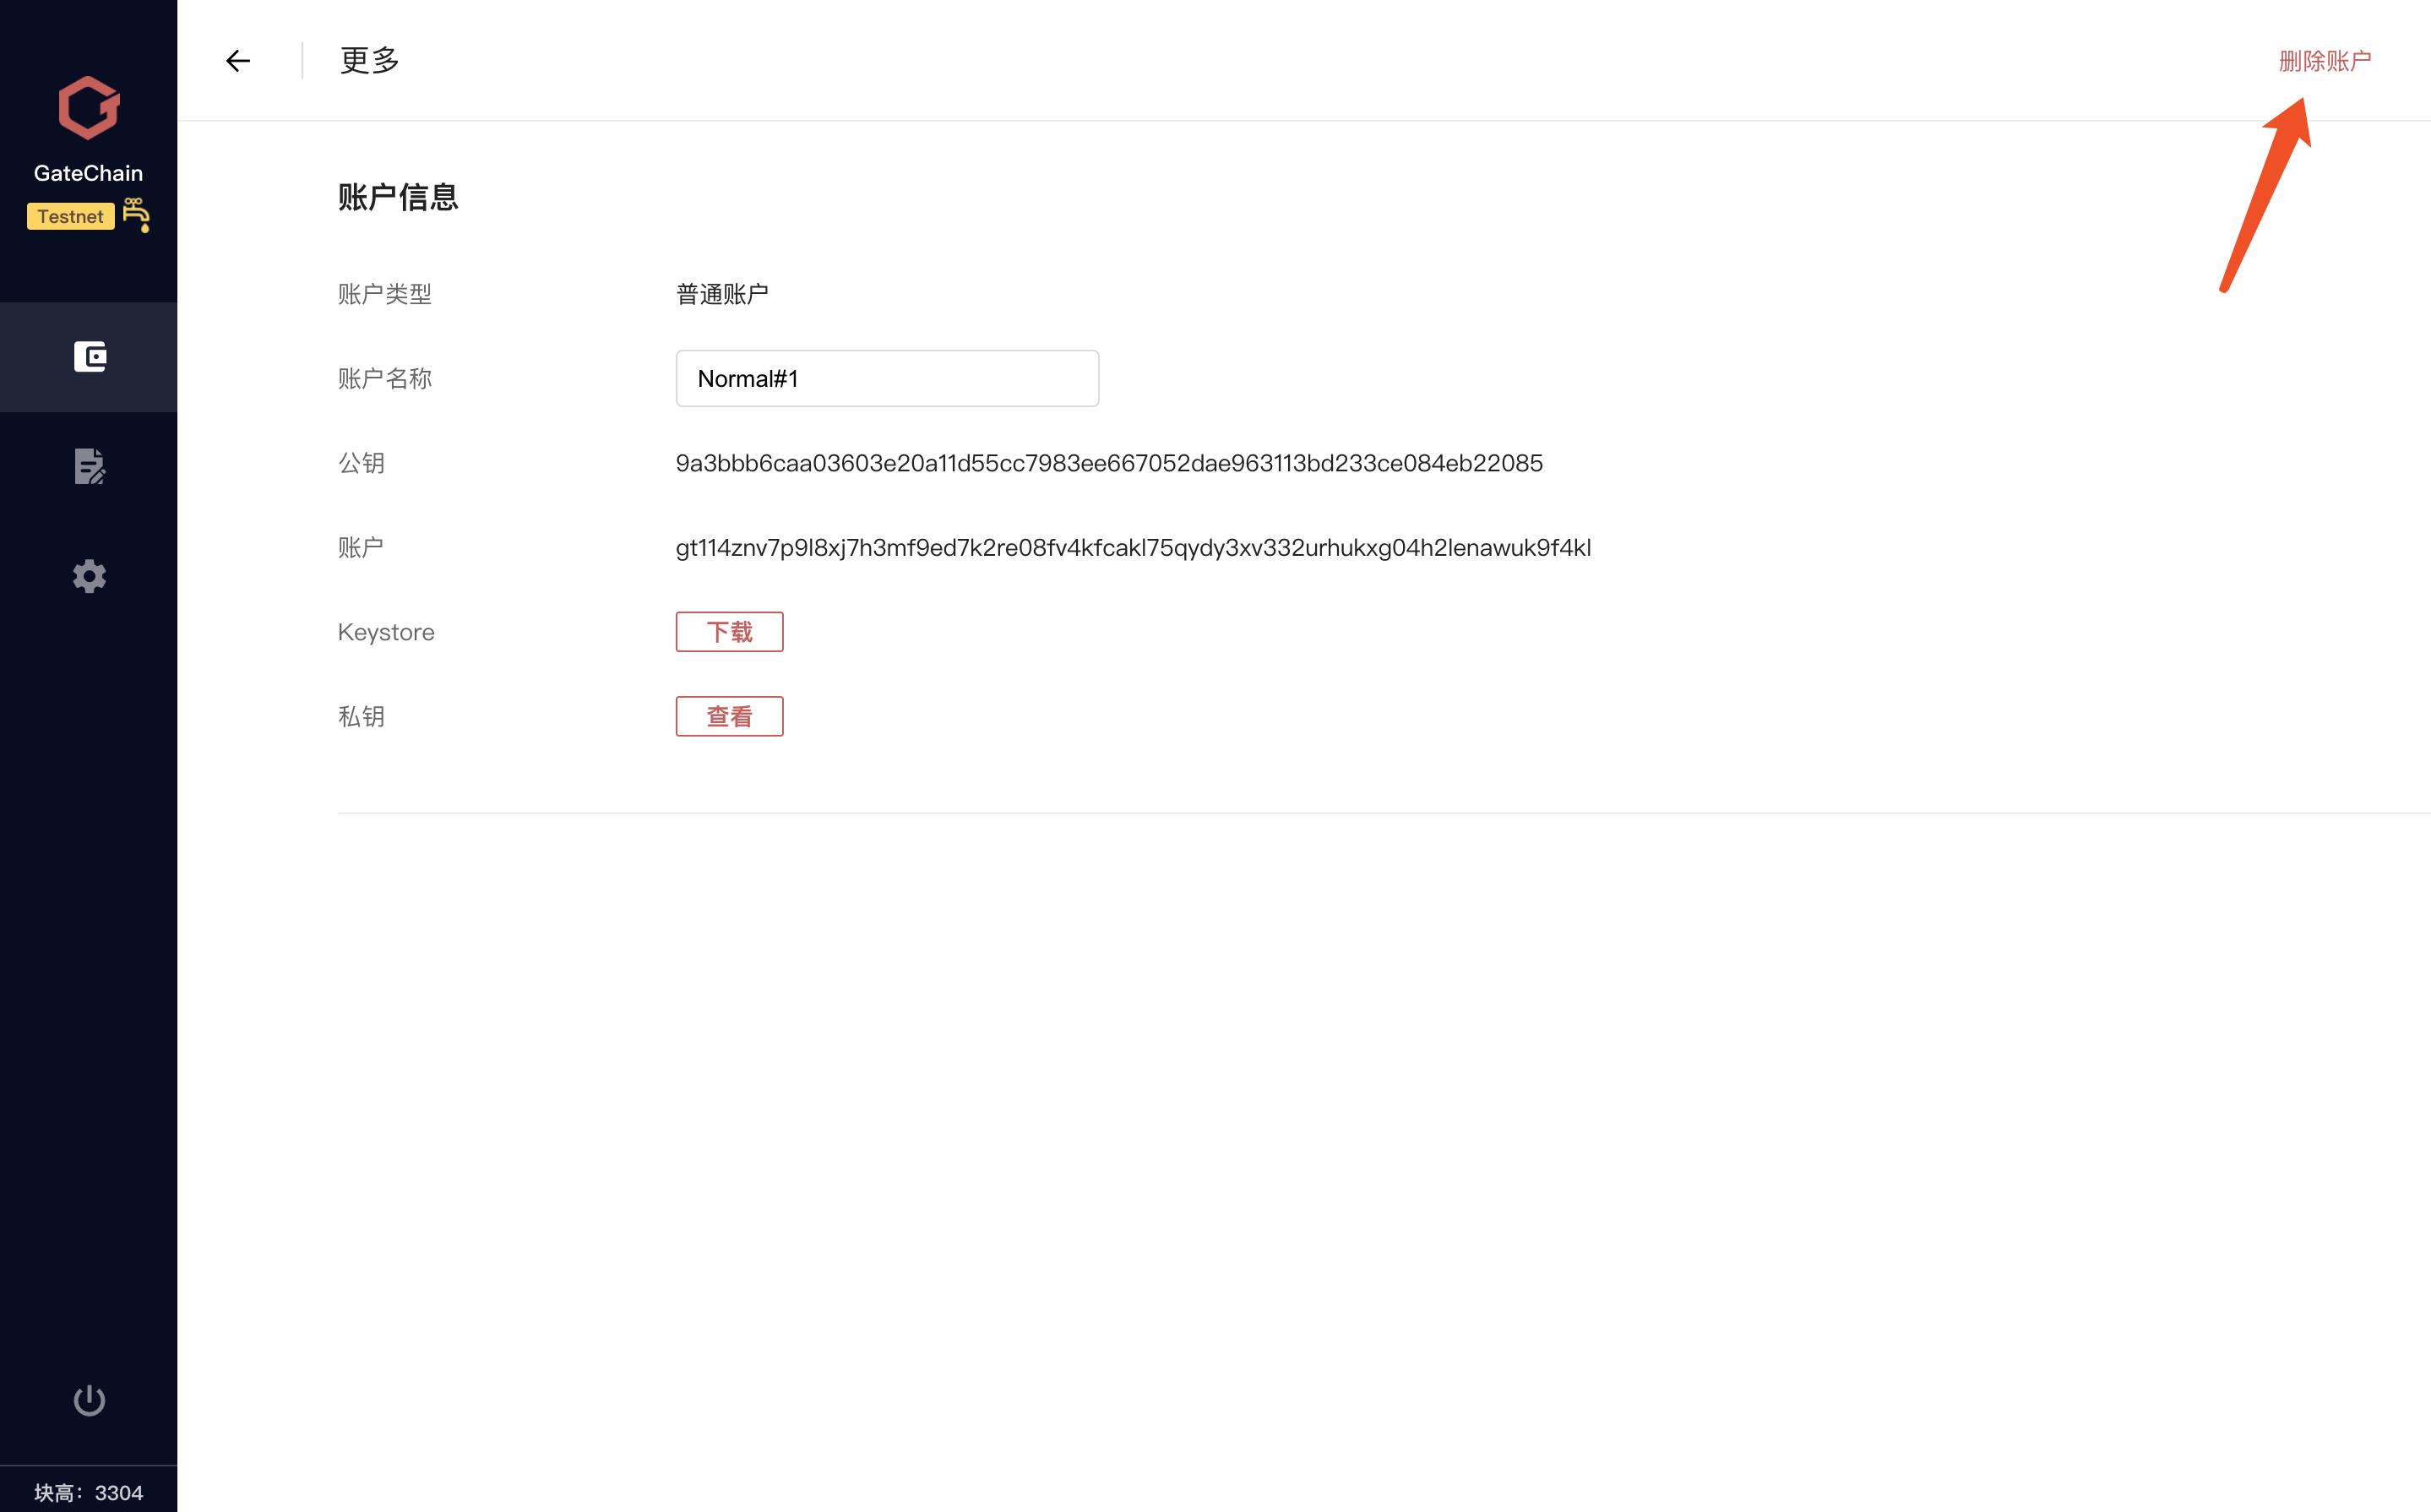 GateChain
Testnet
更多
删除账户
账户信息
账户类型
普通账户
账户名称
Normal#1
公钥
9a3bbb6caa03603e20a11d55cc7983ee667052dae963113bd233ce084eb22085
账户
gt114znv7p9l8xj7h3mf9ed7k2re08fv4kfcakl75qydy3xv332urhukxg04h2lenawuk9f4kl
Keystore
下载
私钥
查看
块高：3304